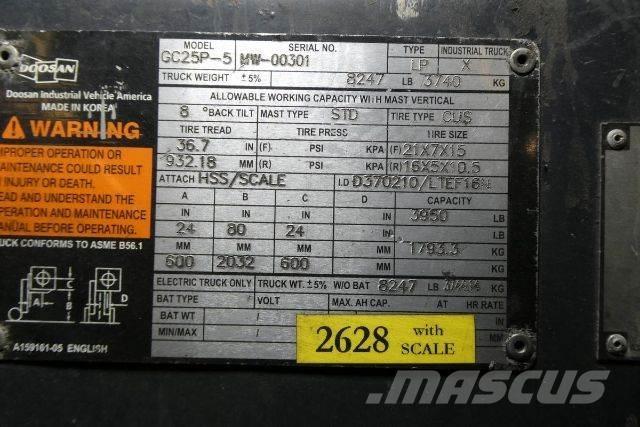 DOOSAN
Doosan Industrial Vehicle America
MADE IN KOREA
WARNING
IMPROPER OPERATION OR
MAINTENANCE COULD RESULT
INJURY OR DEATH.
READ AND UNDERSTAND THE
OPERATION AND MAINTENANCE
MANUAL BEFORE OPERATING.
TRUCK CONFORMS TO ASME B56.1
A B C D
A159161-05 ENGLISH
MODEL SERIAL NO. TYPE INDUSTRIAL TRUCK
GC25P-5 MW-00301 LP X
TRUCK WEIGHT ±5% 8247 LB 3740 KG
ALLOWABLE WORKING CAPACITY WITH MAST VERTICAL
8 °BACK TILT MAST TYPE STD TIRE TYPE CUS
TIRE TREAD TIRE PRESS TIRE SIZE
36.7 IN (F) PSI KPA (F) 21X7X15
932.18 MM (R) PSI KPA (R) 16X5X10.5
ATTACH HSS/SCALE I.D D370210/LTEF16N
A B C D CAPACITY
IN IN IN IN 3950 LB
24 80 24
MM MM MM MM 1793.3 KG
600 2032 600
ELECTRIC TRUCK ONLY TRUCK WT. ±5% W/O BAT 8247 LB KG
BAT TYPE VOLT MAX. AH CAP. AT HR RATE
BAT WT
MIN/MAX
2628 with SCALE
MASCUS